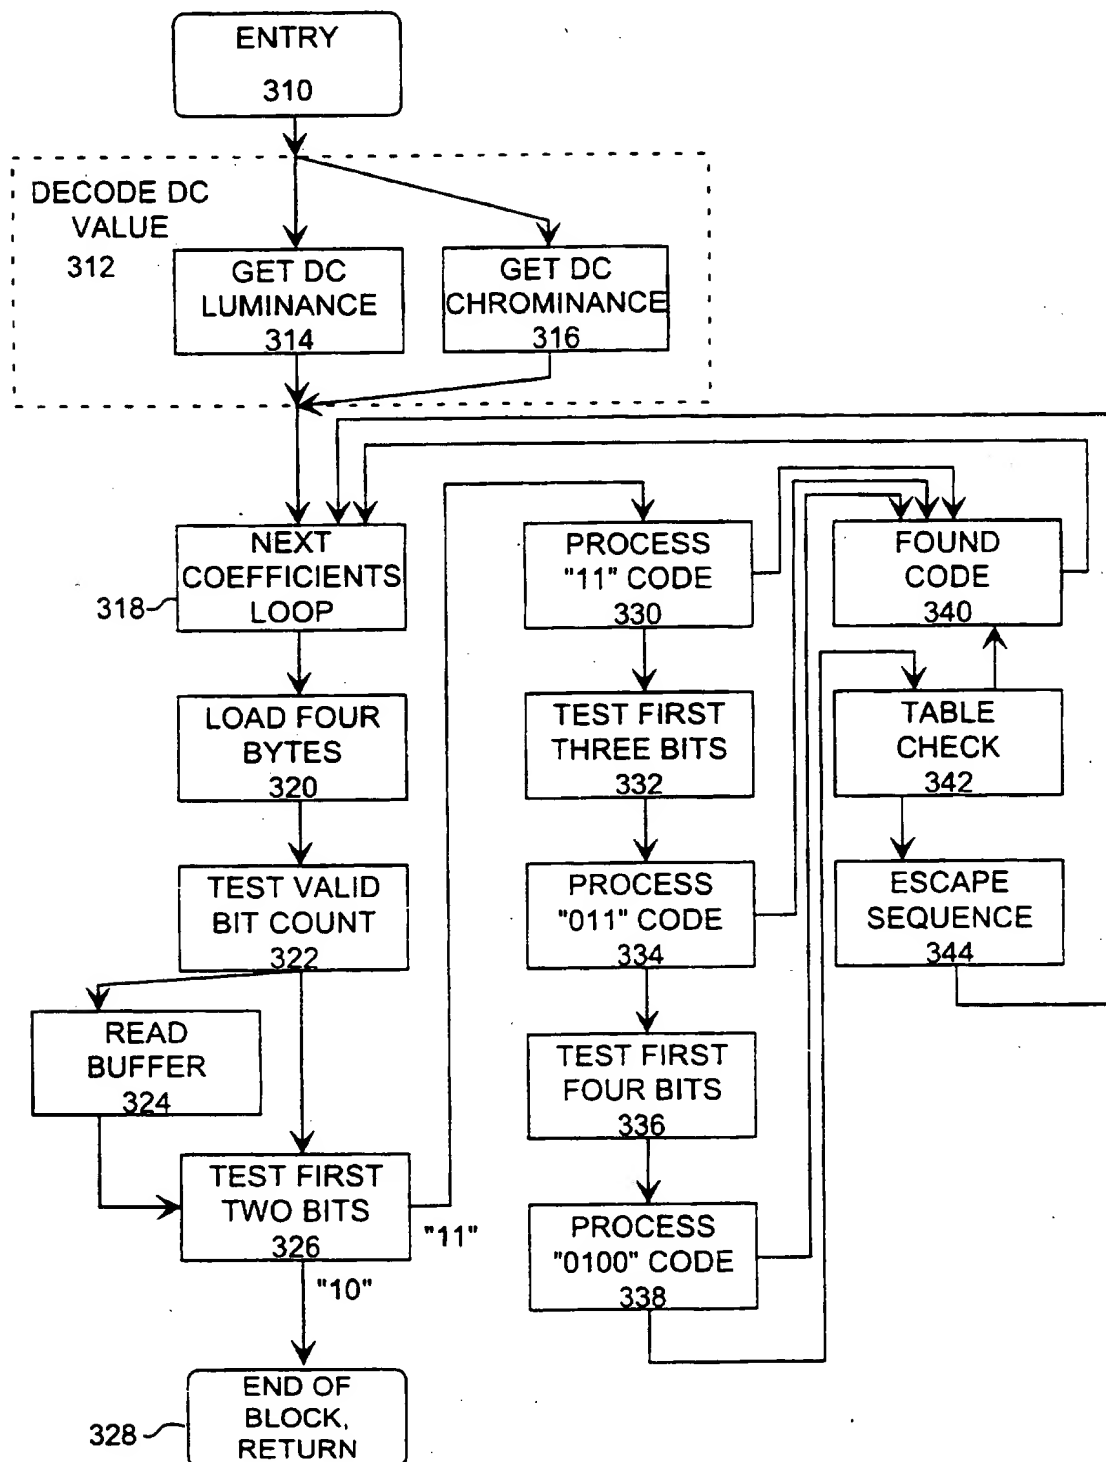 ENTRY
310
DECODE DC
VALUE
312
GET DC
LUMINANCE
314
GET DC
CHROMINANCE
316
NEXT
COEFFICIENTS
LOOP
318
LOAD FOUR
BYTES
320
TEST VALID
BIT COUNT
322
READ
BUFFER
324
TEST FIRST
TWO BITS
326
"11"
"10"
END OF
BLOCK,
RETURN
328
PROCESS
"11" CODE
330
TEST FIRST
THREE BITS
332
PROCESS
"011" CODE
334
TEST FIRST
FOUR BITS
336
PROCESS
"0100" CODE
338
FOUND
CODE
340
TABLE
CHECK
342
ESCAPE
SEQUENCE
344